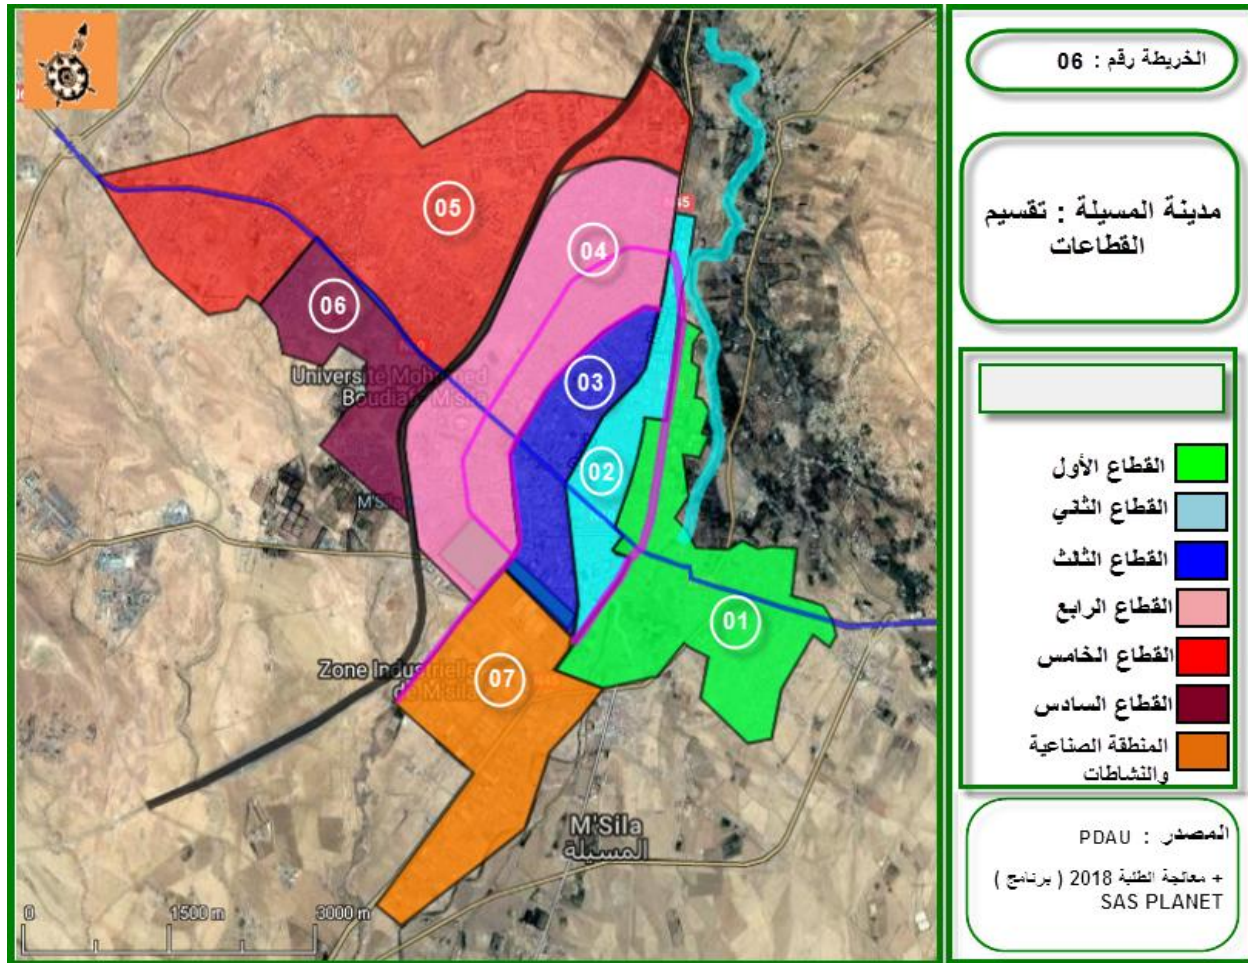 الخريطة رقم : 06
مدينة المسيلة : تقسيم
القطاعات
القطاع الأول
القطاع الثاني
القطاع الثالث
القطاع الرابع
القطاع الخامس
القطاع السادس
المنطقة الصناعية
والنشاطات
المصدر : PDAU
+ معالجة الطلبة 2018 ( برنامج )
SAS PLANET
05
04
06
Université Mohamed
Boudiaf M'sila
03
02
01
Zone Industrielle
de M'sila
07
M'Sila
المسيلة
0 1500 m 3000 m